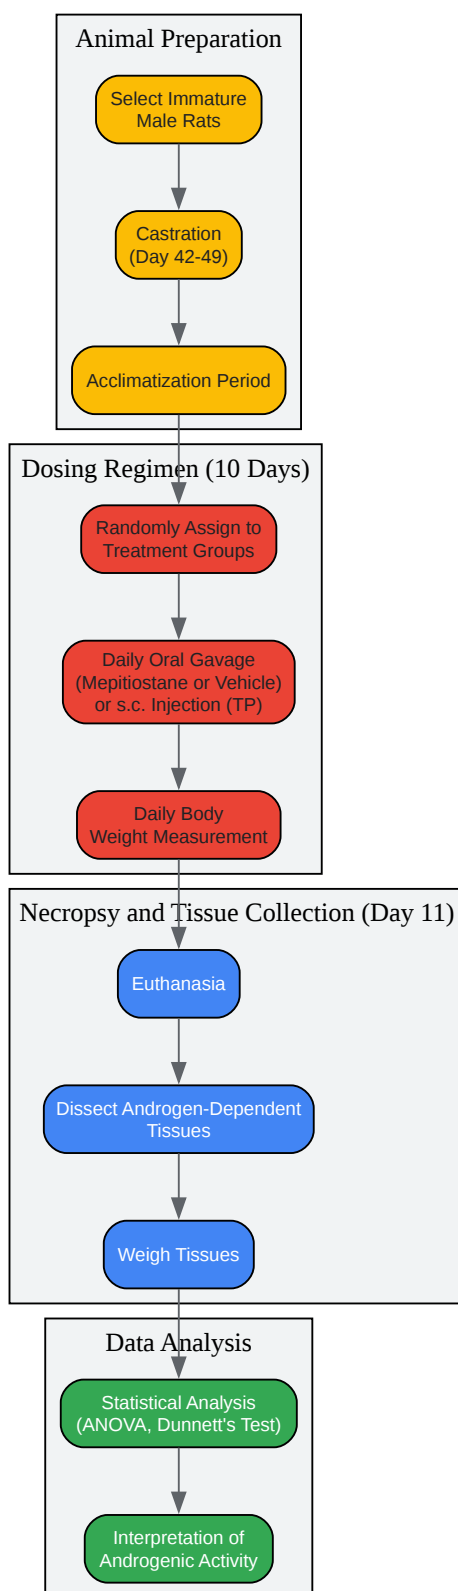 Animal Preparation
Select Immature
Male Rats
Castration
(Day 42-49)
Acclimatization Period
Dosing Regimen (10 Days)
Randomly Assign to
Treatment Groups
Daily Oral Gavage
(Mepitiostane or Vehicle)
or s.c. Injection (TP)
Daily Body
Weight Measurement
Necropsy and Tissue Collection (Day 11)
Euthanasia
Dissect Androgen-Dependent
Tissues
Weigh Tissues
Data Analysis
Statistical Analysis
(ANOVA, Dunnett's Test)
Interpretation of
Androgenic Activity